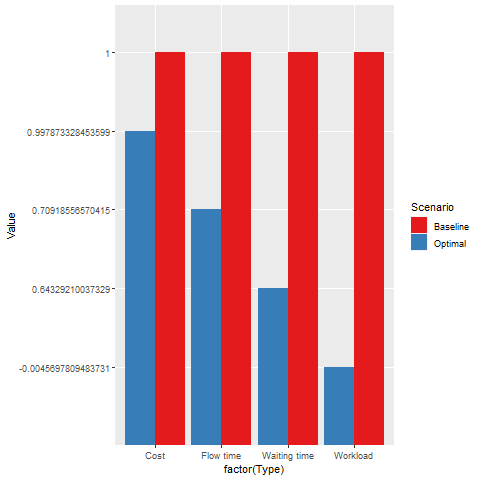 1
0.997873328453599
0.70918556570415
0.64329210037329
-0.0045697809483731
Value
Cost
Flow time
Waiting time
Workload
factor(Type)
Scenario
Baseline
Optimal